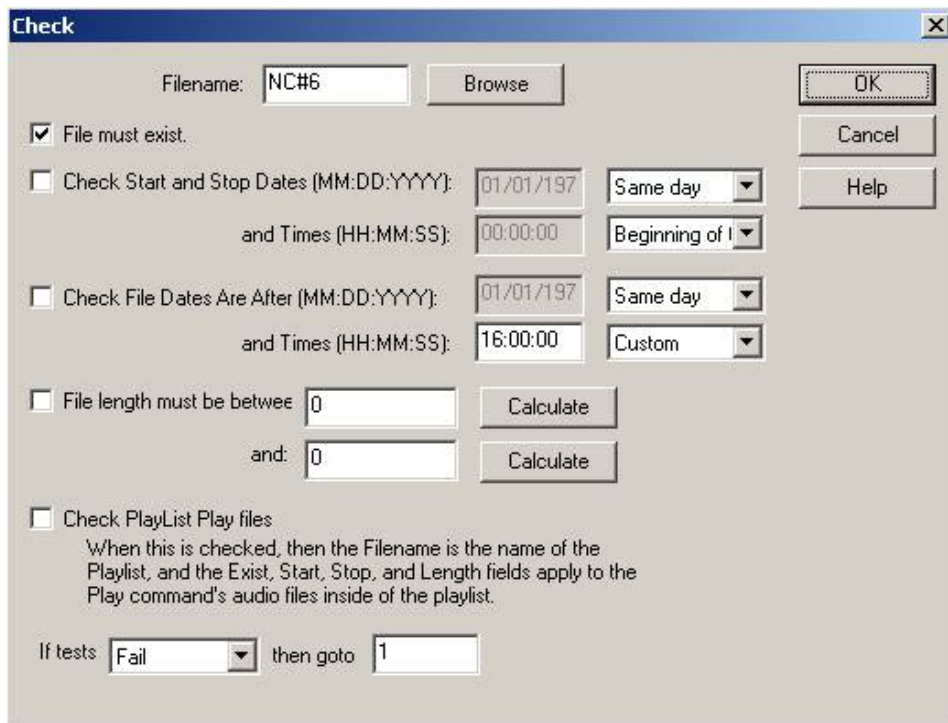 Check
Filename: NC#6 Browse OK
File must exist. Cancel
Check Start and Stop Dates (MM:DD:YYYY): 01/01/197 Same day Help
and Times (HH:MM:SS): 00:00:00 Beginning of
Check File Dates Are After (MM:DD:YYYY): 01/01/197 Same day
and Times (HH:MM:SS): 16:00:00 Custom
File length must be betwee 0 Calculate
and: 0 Calculate
Check PlayList Play files
When this is checked, then the Filename is the name of the
Playlist, and the Exist, Start, Stop, and Length fields apply to the
Play command's audio files inside of the playlist.
If tests Fail then goto 1